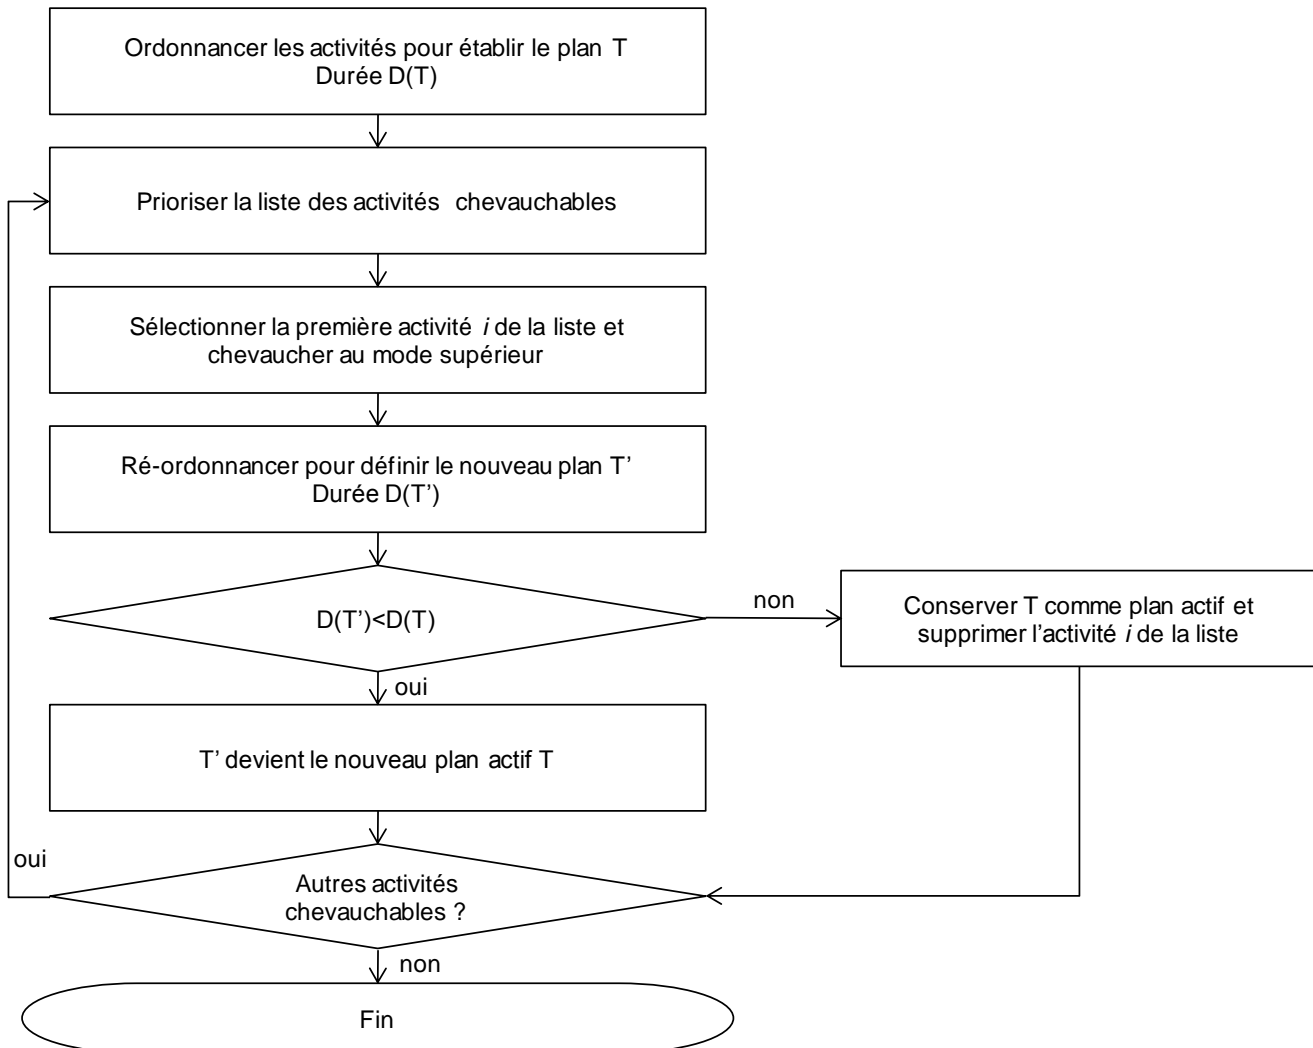 Ordonnancer les activités pour établir le plan T
Durée D(T)
Prioriser la liste des activités chevauchables
Sélectionner la première activité i de la liste et
chevaucher au mode supérieur
Ré-ordonnancer pour définir le nouveau plan T’
Durée D(T’)
D(T’)<D(T)
non
Conserver T comme plan actif et
supprimer l’activité i de la liste
oui
T’ devient le nouveau plan actif T
oui
Autres activités
chevauchables ?
non
Fin